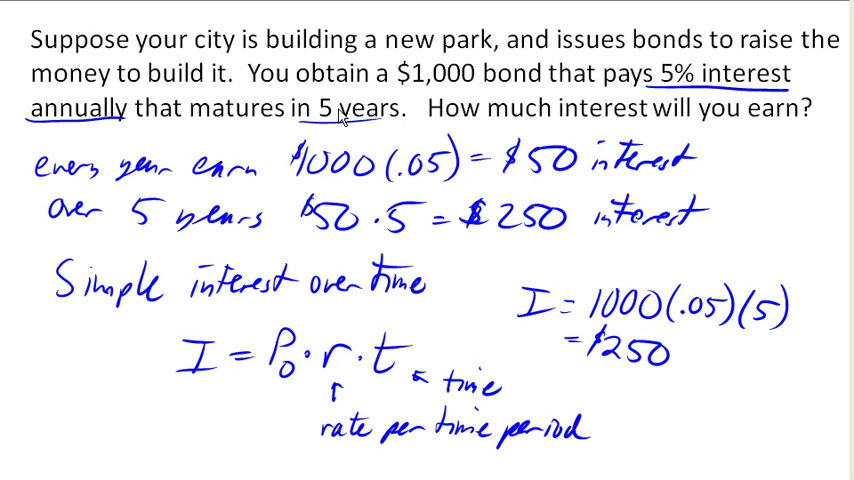 Suppose your city is building a new park, and issues bonds to raise the
money to build it. You obtain a $1,000 bond that pays 5% interest
annually that matures in 5 years. How much interest will you earn?
every year earn $1000(.05) = $50 interest
over 5 years $50 · 5 = $250 interest
Simple interest over time
I = 1000(.05)(5)
= $250
I = P₀ · r · t
time
rate per time period